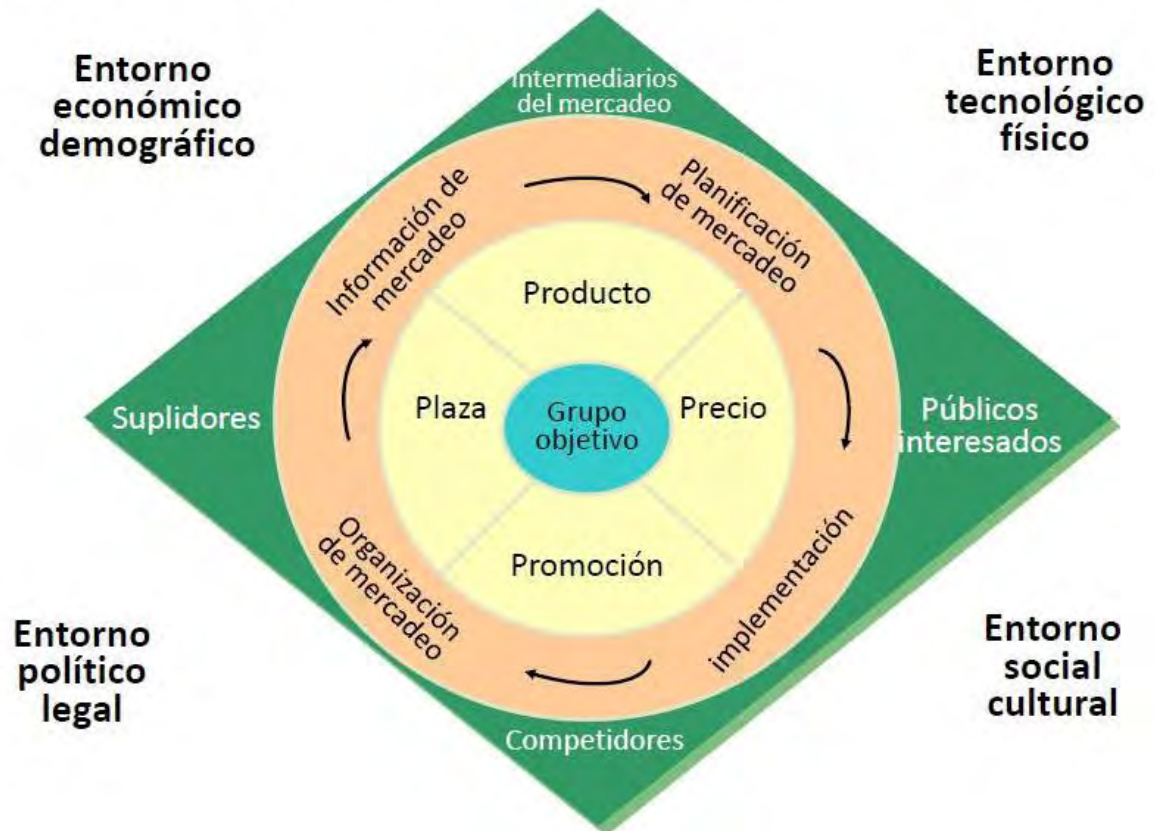 Entorno
económico
demográfico
Intermediarios
del mercadeo
Entorno
tecnológico
físico
Información de
mercadeo
Planificación
de mercadeo
Producto
Suplidores
Plaza
Grupo
objetivo
Precio
Públicos
interesados
Organización
de mercadeo
Promoción
implementación
Entorno
político
legal
Competidores
Entorno
social
cultural